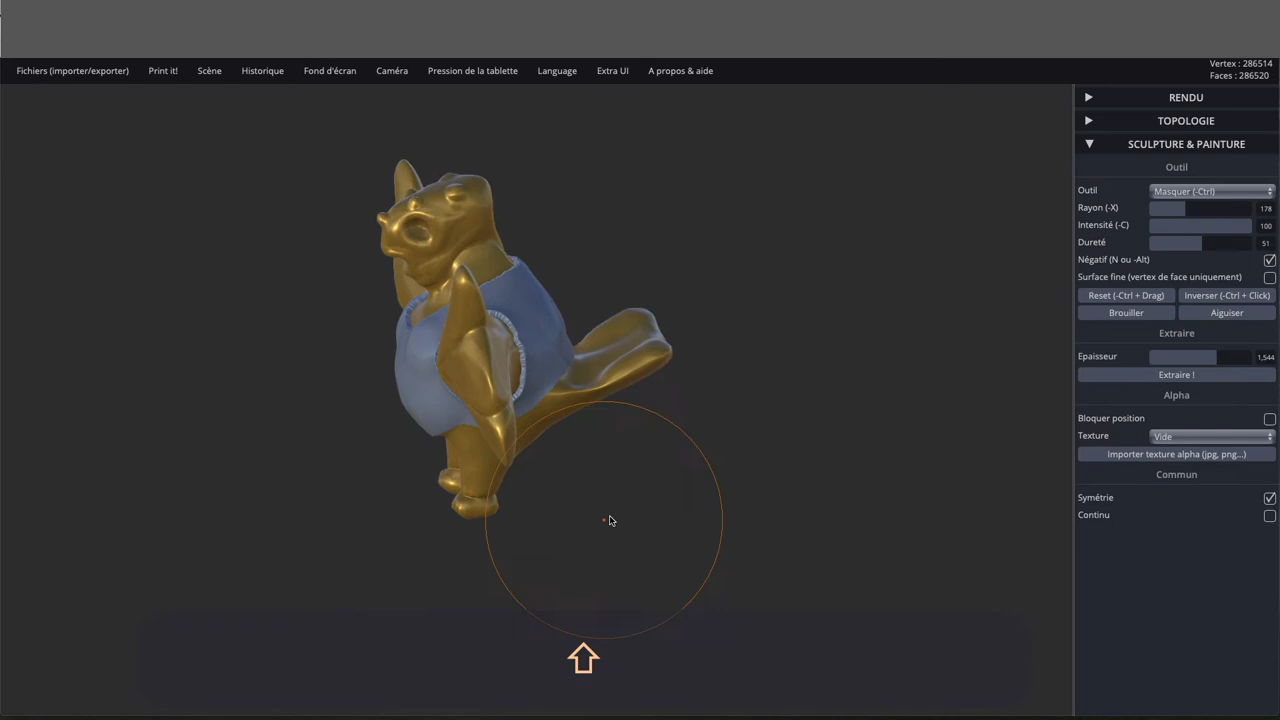 Fichiers (importer/exporter) Print it! Scène Historique Fond d'écran Caméra Pression de la tablette Language Extra UI A propos & aide
Vertex : 286514
Faces : 286520
RENDU
TOPOLOGIE
SCULPTURE & PAINTURE
Outil
Outil Masquer (-Ctrl)
Rayon (-X) 178
Intensité (-C) 100
Dureté 51
Négatif (N ou -Alt)
Surface fine (vertex de face uniquement)
Reset (-Ctrl + Drag) Inverser (-Ctrl + Click)
Brouiller Aiguiser
Extraire
Epaisseur 1,544
Extraire !
Alpha
Bloquer position
Texture Vide
Importer texture alpha (jpg, png...)
Commun
Symétrie
Continu